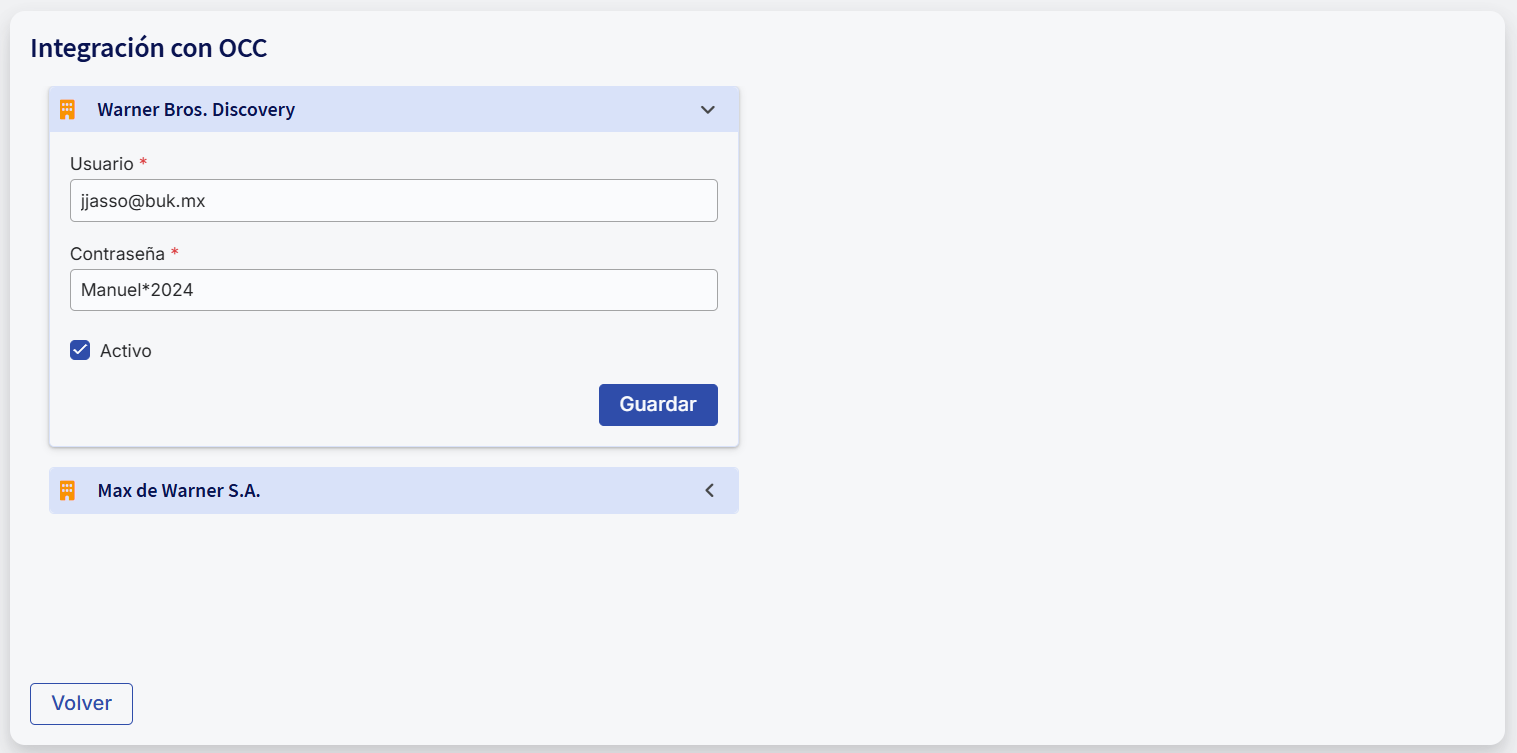 Integración con OCC
Warner Bros. Discovery
Usuario *
jjasso@buk.mx
Contraseña *
Manuel*2024
Activo
Guardar
Max de Warner S.A.
Volver